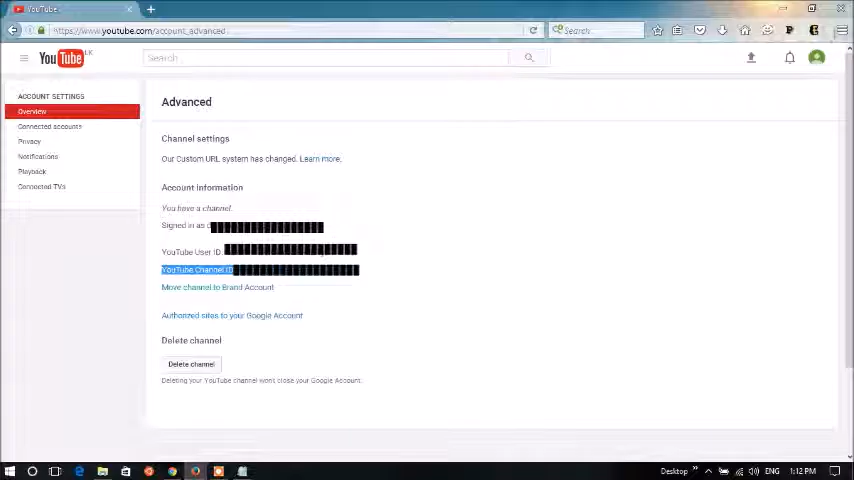 YouTube
https://www.youtube.com/account_advanced
Search
YouTube LK
Search
ACCOUNT SETTINGS
Overview
Connected accounts
Privacy
Notifications
Playback
Connected TVs
Advanced
Channel settings
Our Custom URL system has changed. Learn more.
Account information
You have a channel.
Signed in as d
YouTube User ID:
YouTube Channel ID
Move channel to Brand Account
Authorized sites to your Google Account
Delete channel
Delete channel
Deleting your YouTube channel won't close your Google Account.
Desktop
ENG
1:12 PM